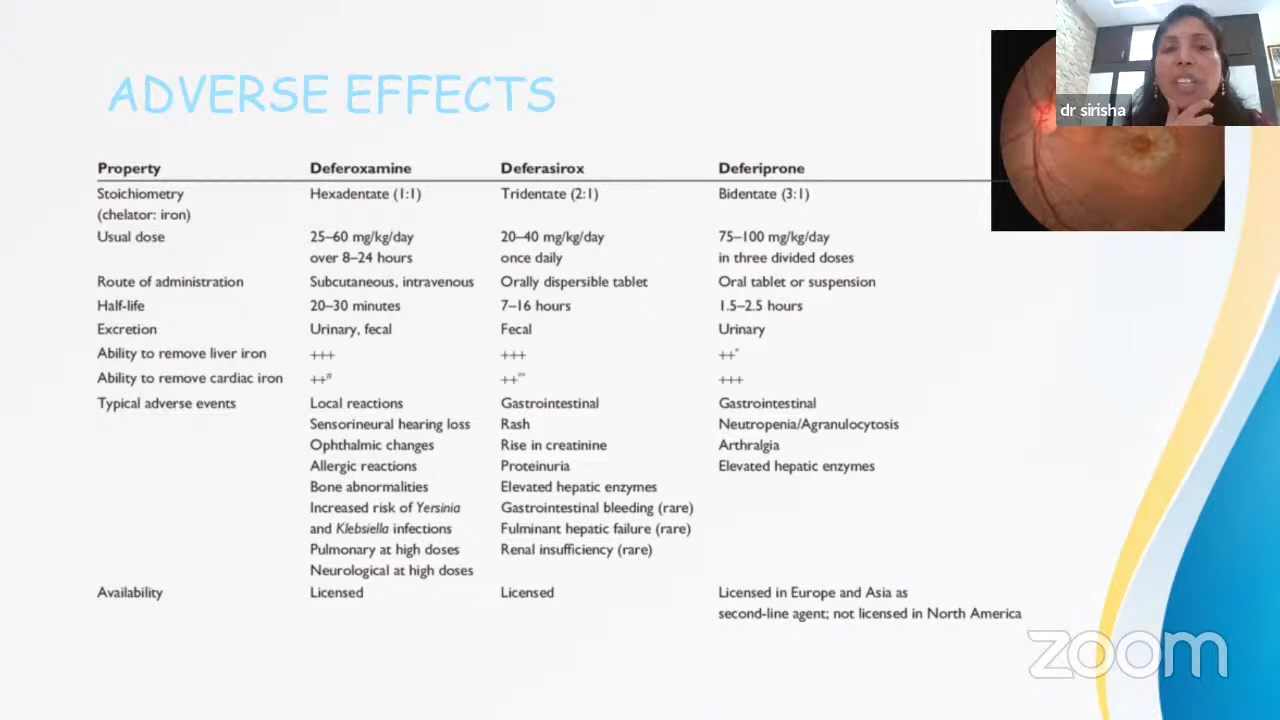 ADVERSE EFFECTS
dr sirisha
Property Deferoxamine Deferasirox Deferiprone
Stoichiometry Hexadentate (1:1) Tridentate (2:1) Bidentate (3:1)
(chelator: iron)
Usual dose 25–60 mg/kg/day 20–40 mg/kg/day 75–100 mg/kg/day
over 8–24 hours once daily in three divided doses
Route of administration Subcutaneous, intravenous Orally dispersible tablet Oral tablet or suspension
Half-life 20–30 minutes 7–16 hours 1.5–2.5 hours
Excretion Urinary, fecal Fecal Urinary
Ability to remove liver iron +++ +++ ++*
Ability to remove cardiac iron ++# ++** +++
Typical adverse events Local reactions Gastrointestinal Gastrointestinal
Sensorineural hearing loss Rash Neutropenia/Agranulocytosis
Ophthalmic changes Rise in creatinine Arthralgia
Allergic reactions Proteinuria Elevated hepatic enzymes
Bone abnormalities Elevated hepatic enzymes
Increased risk of Yersinia Gastrointestinal bleeding (rare)
and Klebsiella infections Fulminant hepatic failure (rare)
Pulmonary at high doses Renal insufficiency (rare)
Neurological at high doses
Availability Licensed Licensed Licensed in Europe and Asia as
second-line agent; not licensed in North America
zoom